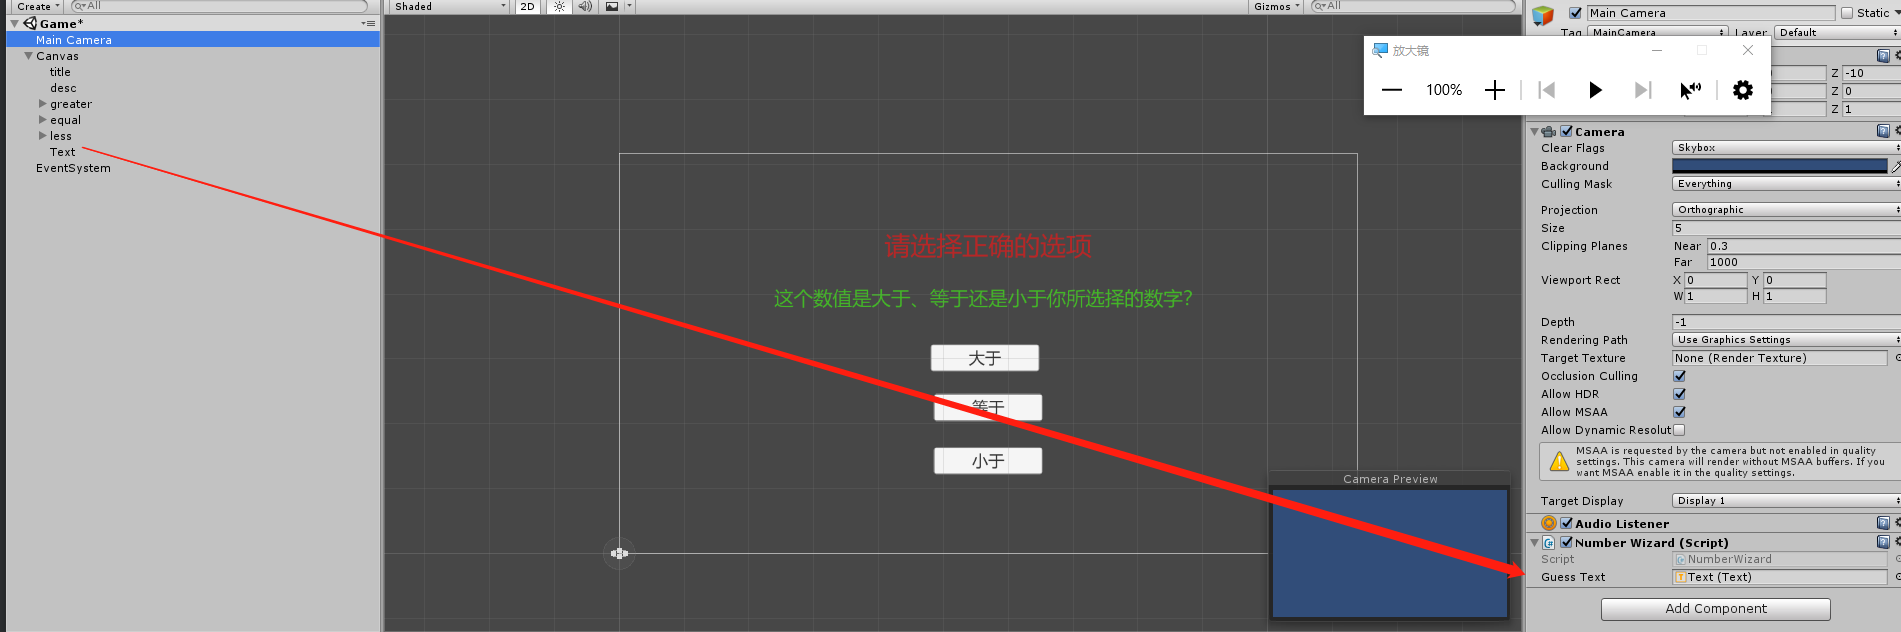 Create
All
Game*
Main Camera
Canvas
title
desc
greater
equal
less
Text
EventSystem
Shaded
2D
Gizmos
All
请选择正确的选项
这个数值是大于、等于还是小于你所选择的数字?
大于
等于
小于
Camera Preview
放大镜
100%
Main Camera
Static
Tag
MainCamera
Layer
Default
Z -10
Z 0
Z 1
Camera
Clear Flags Skybox
Background
Culling Mask Everything
Projection Orthographic
Size 5
Clipping Planes Near 0.3
Far 1000
Viewport Rect X 0 Y 0
W 1 H 1
Depth -1
Rendering Path Use Graphics Settings
Target Texture None (Render Texture)
Occlusion Culling
Allow HDR
Allow MSAA
Allow Dynamic Resolut
MSAA is requested by the camera but not enabled in quality
settings. This camera will render without MSAA buffers. If you
want MSAA enable it in the quality settings.
Target Display Display 1
Audio Listener
Number Wizard (Script)
Script NumberWizard
Guess Text Text (Text)
Add Component